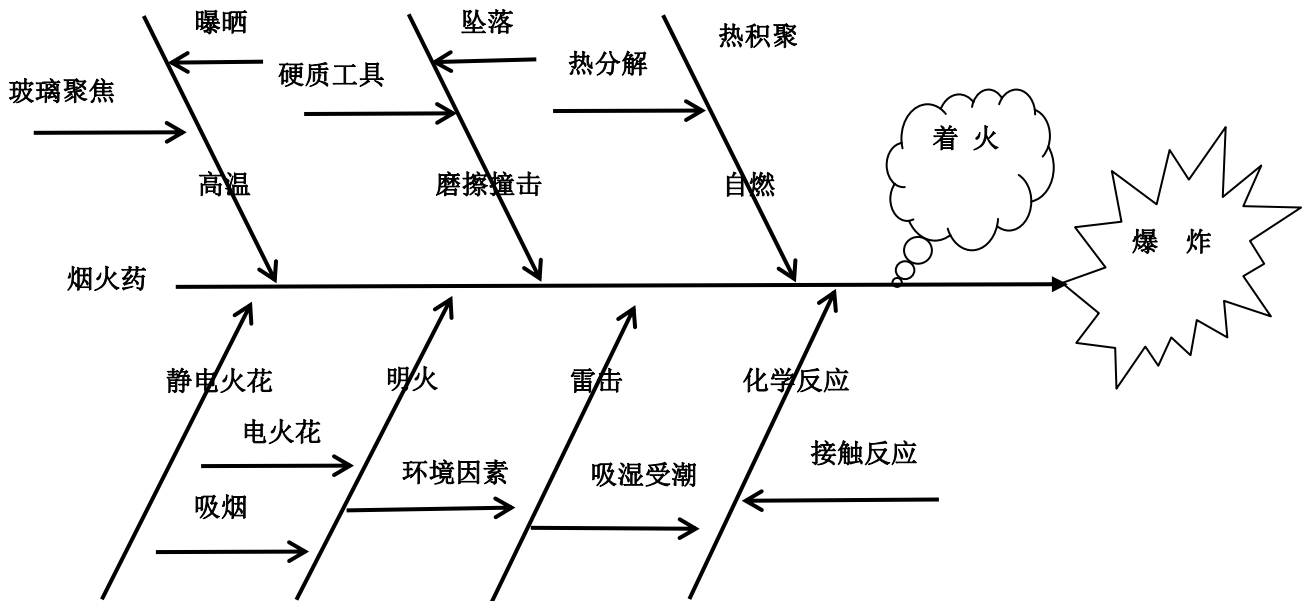 曝晒
坠落
热积聚
玻璃聚焦
硬质工具
热分解
着 火
高温
磨擦撞击
自燃
爆 炸
烟火药
静电火花
明火
雷击
化学反应
电火花
环境因素
吸湿受潮
接触反应
吸烟